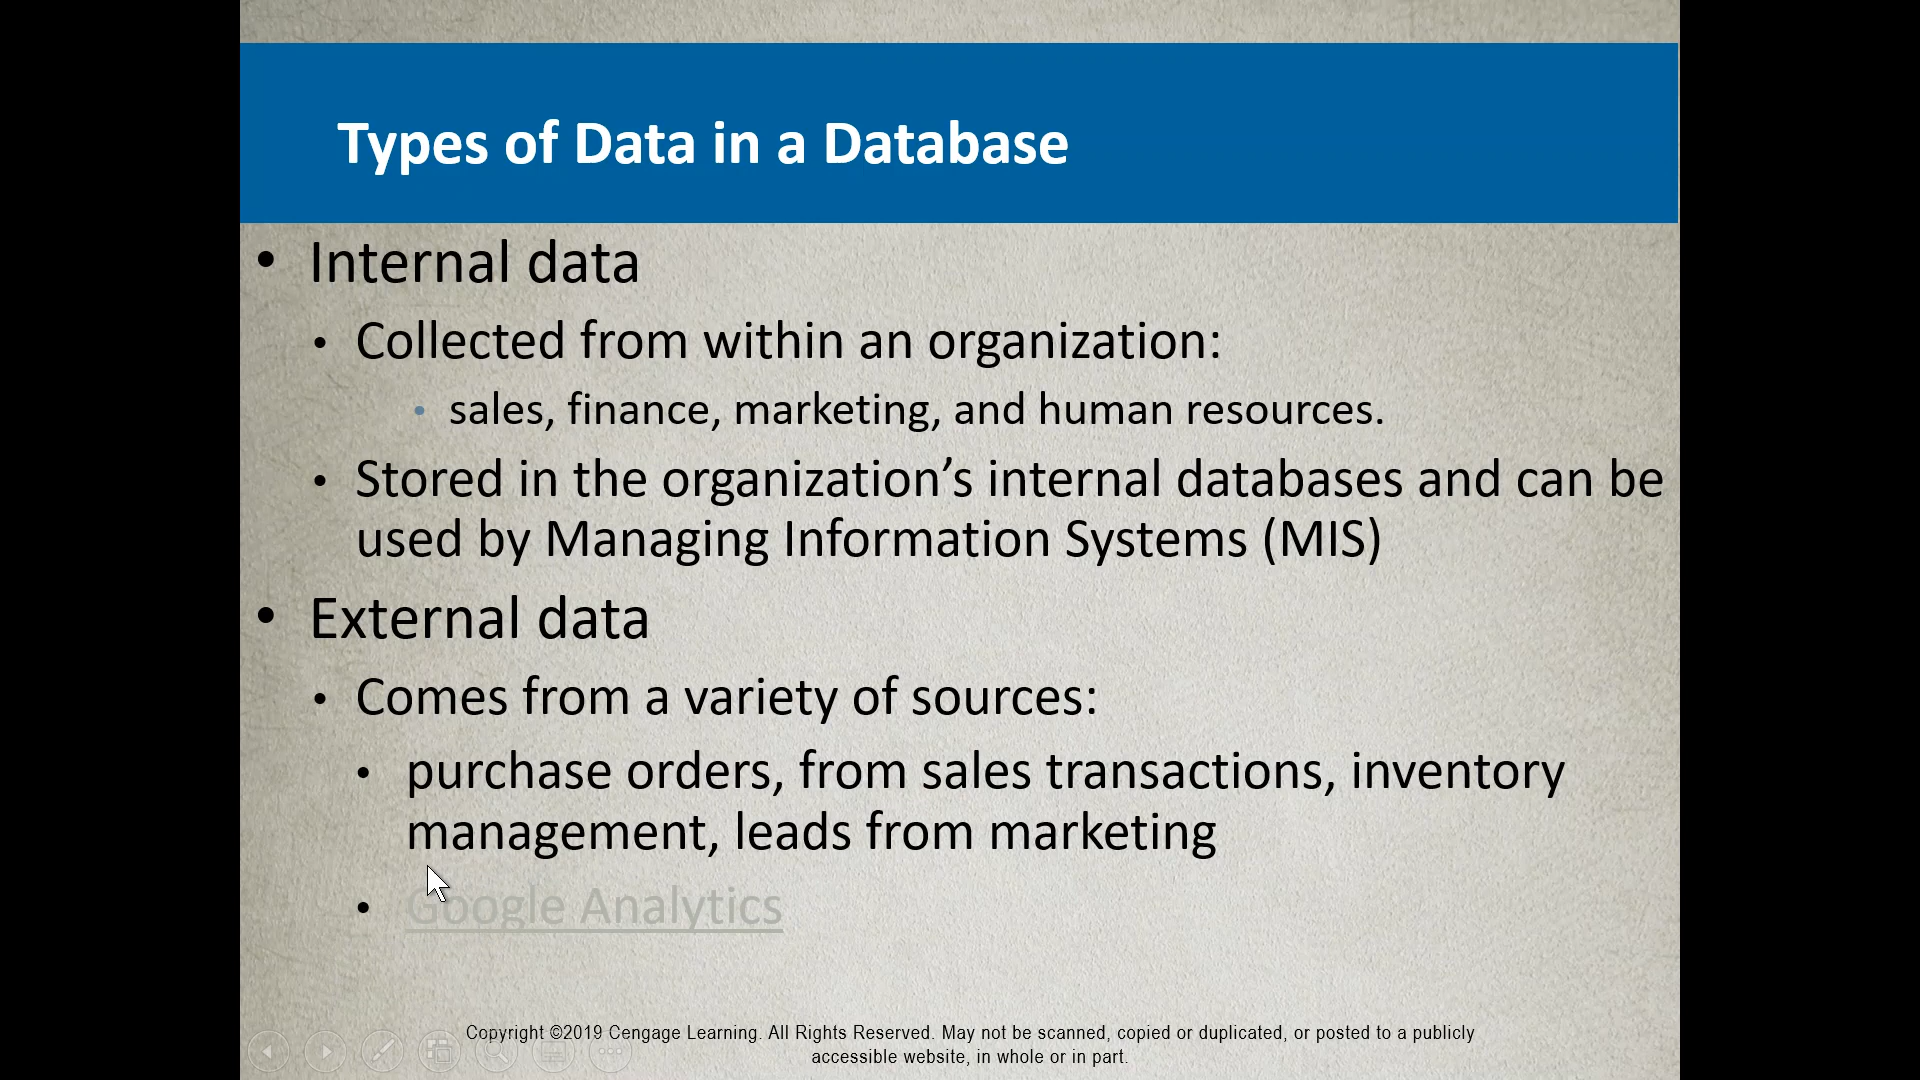 Types of Data in a Database
• Internal data
• Collected from within an organization:
• sales, finance, marketing, and human resources.
• Stored in the organization’s internal databases and can be
used by Managing Information Systems (MIS)
• External data
• Comes from a variety of sources:
• purchase orders, from sales transactions, inventory
management, leads from marketing
• Google Analytics
Copyright ©2019 Cengage Learning. All Rights Reserved. May not be scanned, copied or duplicated, or posted to a publicly
accessible website, in whole or in part.